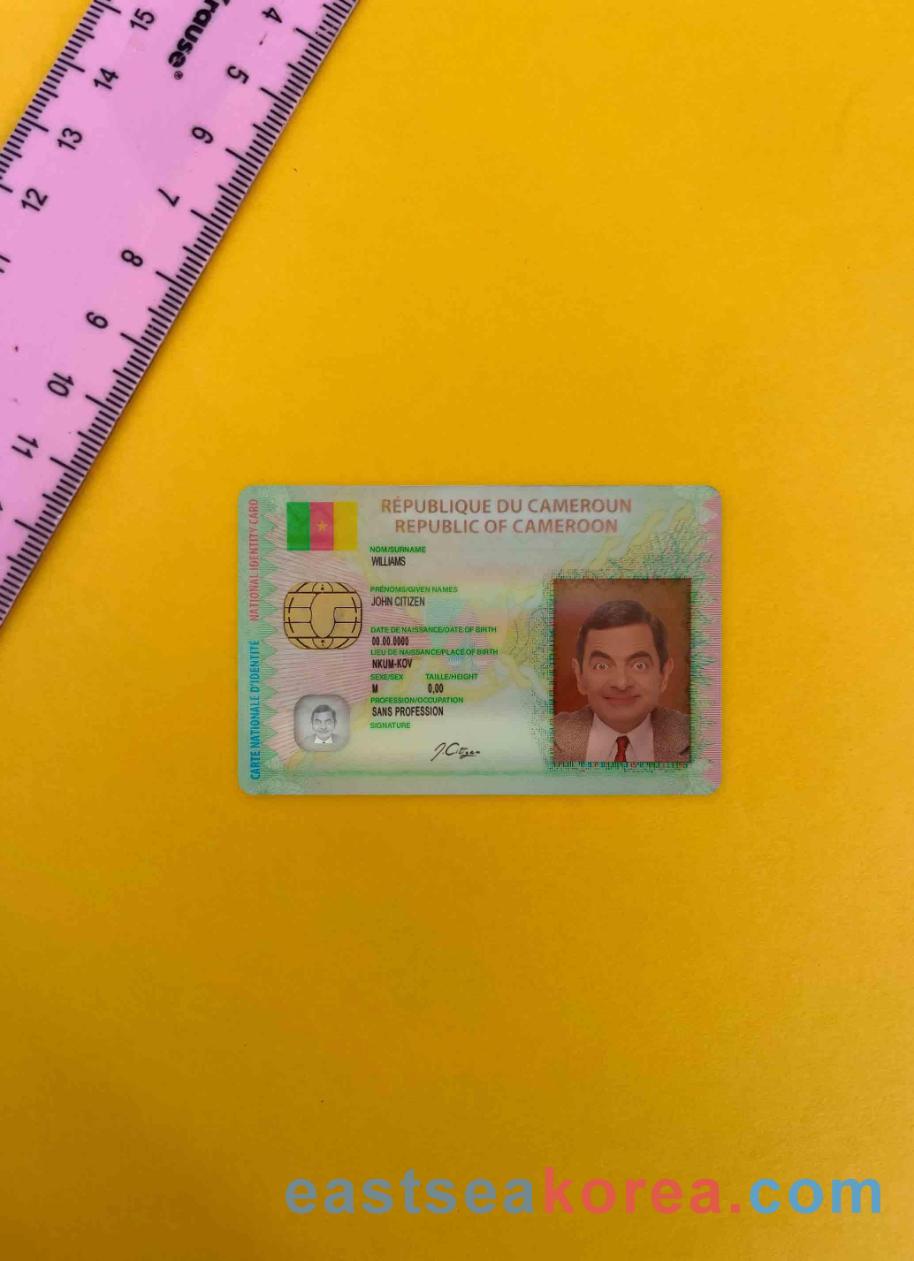 Krause®
4
5
6
7
8
9
10
11
15
14
13
12
11
RÉPUBLIQUE DU CAMEROUN
REPUBLIC OF CAMEROON
NATIONAL IDENTITY CARD
CARTE NATIONALE D'IDENTITÉ
NOM/SURNAME
WILLIAMS
PRÉNOMS/GIVEN NAMES
JOHN CITIZEN
DATE DE NAISSANCE/DATE OF BIRTH
00.00.0000
LIEU DE NAISSANCE/PLACE OF BIRTH
NKUM-KOV
SEXE/SEX TAILLE/HEIGHT
M 0,00
PROFESSION/OCCUPATION
SANS PROFESSION
SIGNATURE
J.Citizen
eastseakorea.com